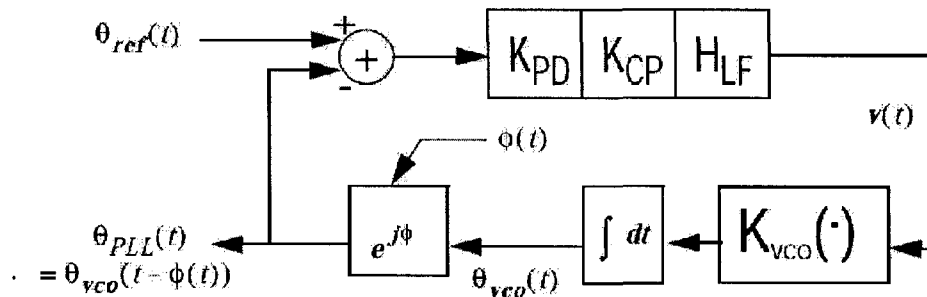 θref(t)
+
+
-
KPD KCP HLF
v(t)
ϕ(t)
θPLL(t)
= θvco(t - ϕ(t))
e^jϕ
θvco(t)
∫ dt
KVCO(·)